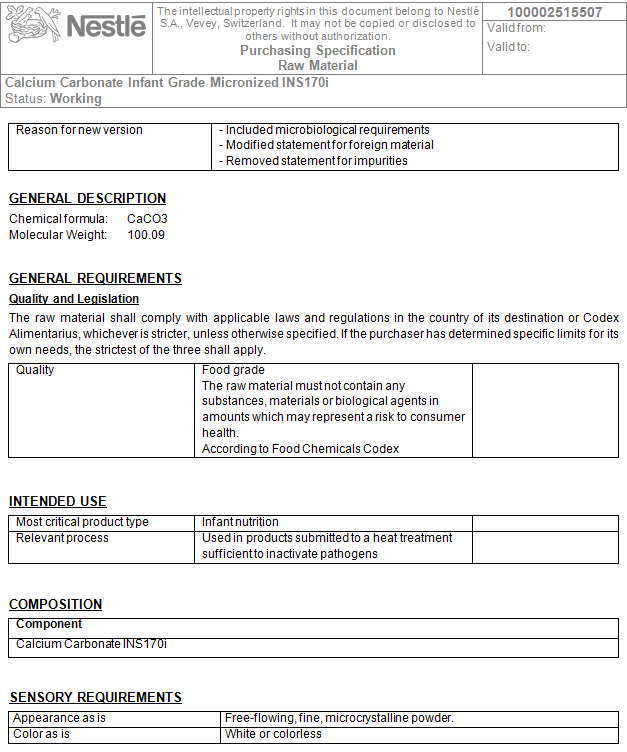 Nestlé
The intellectual property rights in this document belong to Nestlé
S.A., Vevey, Switzerland. It may not be copied or disclosed to
others without authorization.
Purchasing Specification
Raw Material
100002515507
Valid from:
Valid to:
Calcium Carbonate Infant Grade Micronized INS170i
Status: Working
Reason for new version
- Included microbiological requirements
- Modified statement for foreign material
- Removed statement for impurities
GENERAL DESCRIPTION
Chemical formula: CaCO3
Molecular Weight: 100.09
GENERAL REQUIREMENTS
Quality and Legislation
The raw material shall comply with applicable laws and regulations in the country of its destination or Codex
Alimentarius, whichever is stricter, unless otherwise specified. If the purchaser has determined specific limits for its
own needs, the strictest of the three shall apply.
Quality
Food grade
The raw material must not contain any
substances, materials or biological agents in
amounts which may represent a risk to consumer
health.
According to Food Chemicals Codex
INTENDED USE
Most critical product type
Infant nutrition
Relevant process
Used in products submitted to a heat treatment
sufficient to inactivate pathogens
COMPOSITION
Component
Calcium Carbonate INS170i
SENSORY REQUIREMENTS
Appearance as is
Free-flowing, fine, microcrystalline powder.
Color as is
White or colorless